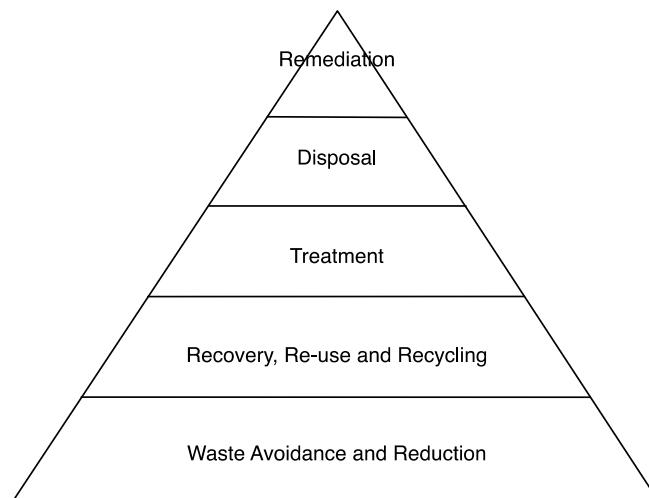 Remediation
Disposal
Treatment
Recovery, Re-use and Recycling
Waste Avoidance and Reduction